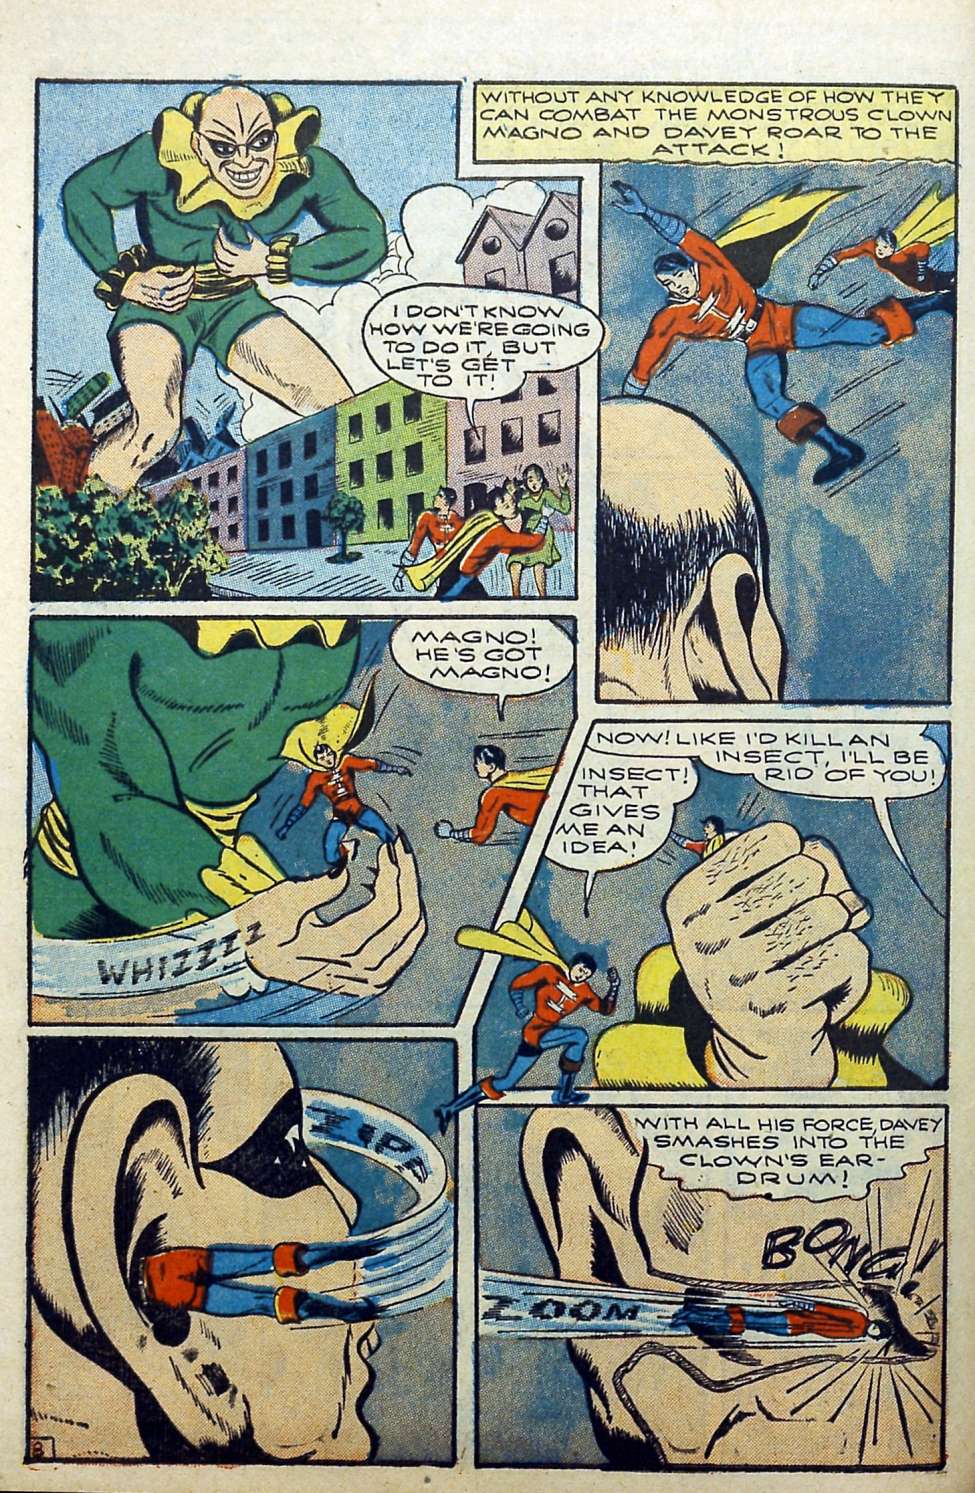 I DON'T KNOW
HOW WE'RE GOING
TO DO IT, BUT
LET'S GET
TO IT!
WITHOUT ANY KNOWLEDGE OF HOW THEY
CAN COMBAT THE MONSTROUS CLOWN
MAGNO AND DAVEY ROAR TO THE
ATTACK!
MAGNO!
HE'S GOT
MAGNO!
WHIZZZZ
NOW! LIKE I'D KILL AN
INSECT, I'LL BE
RID OF YOU!
INSECT!
THAT
GIVES
ME AN
IDEA!
ZIPP
WITH ALL HIS FORCE, DAVEY
SMASHES INTO THE
CLOWN'S EAR-
DRUM!
BONG!
ZOOM
8